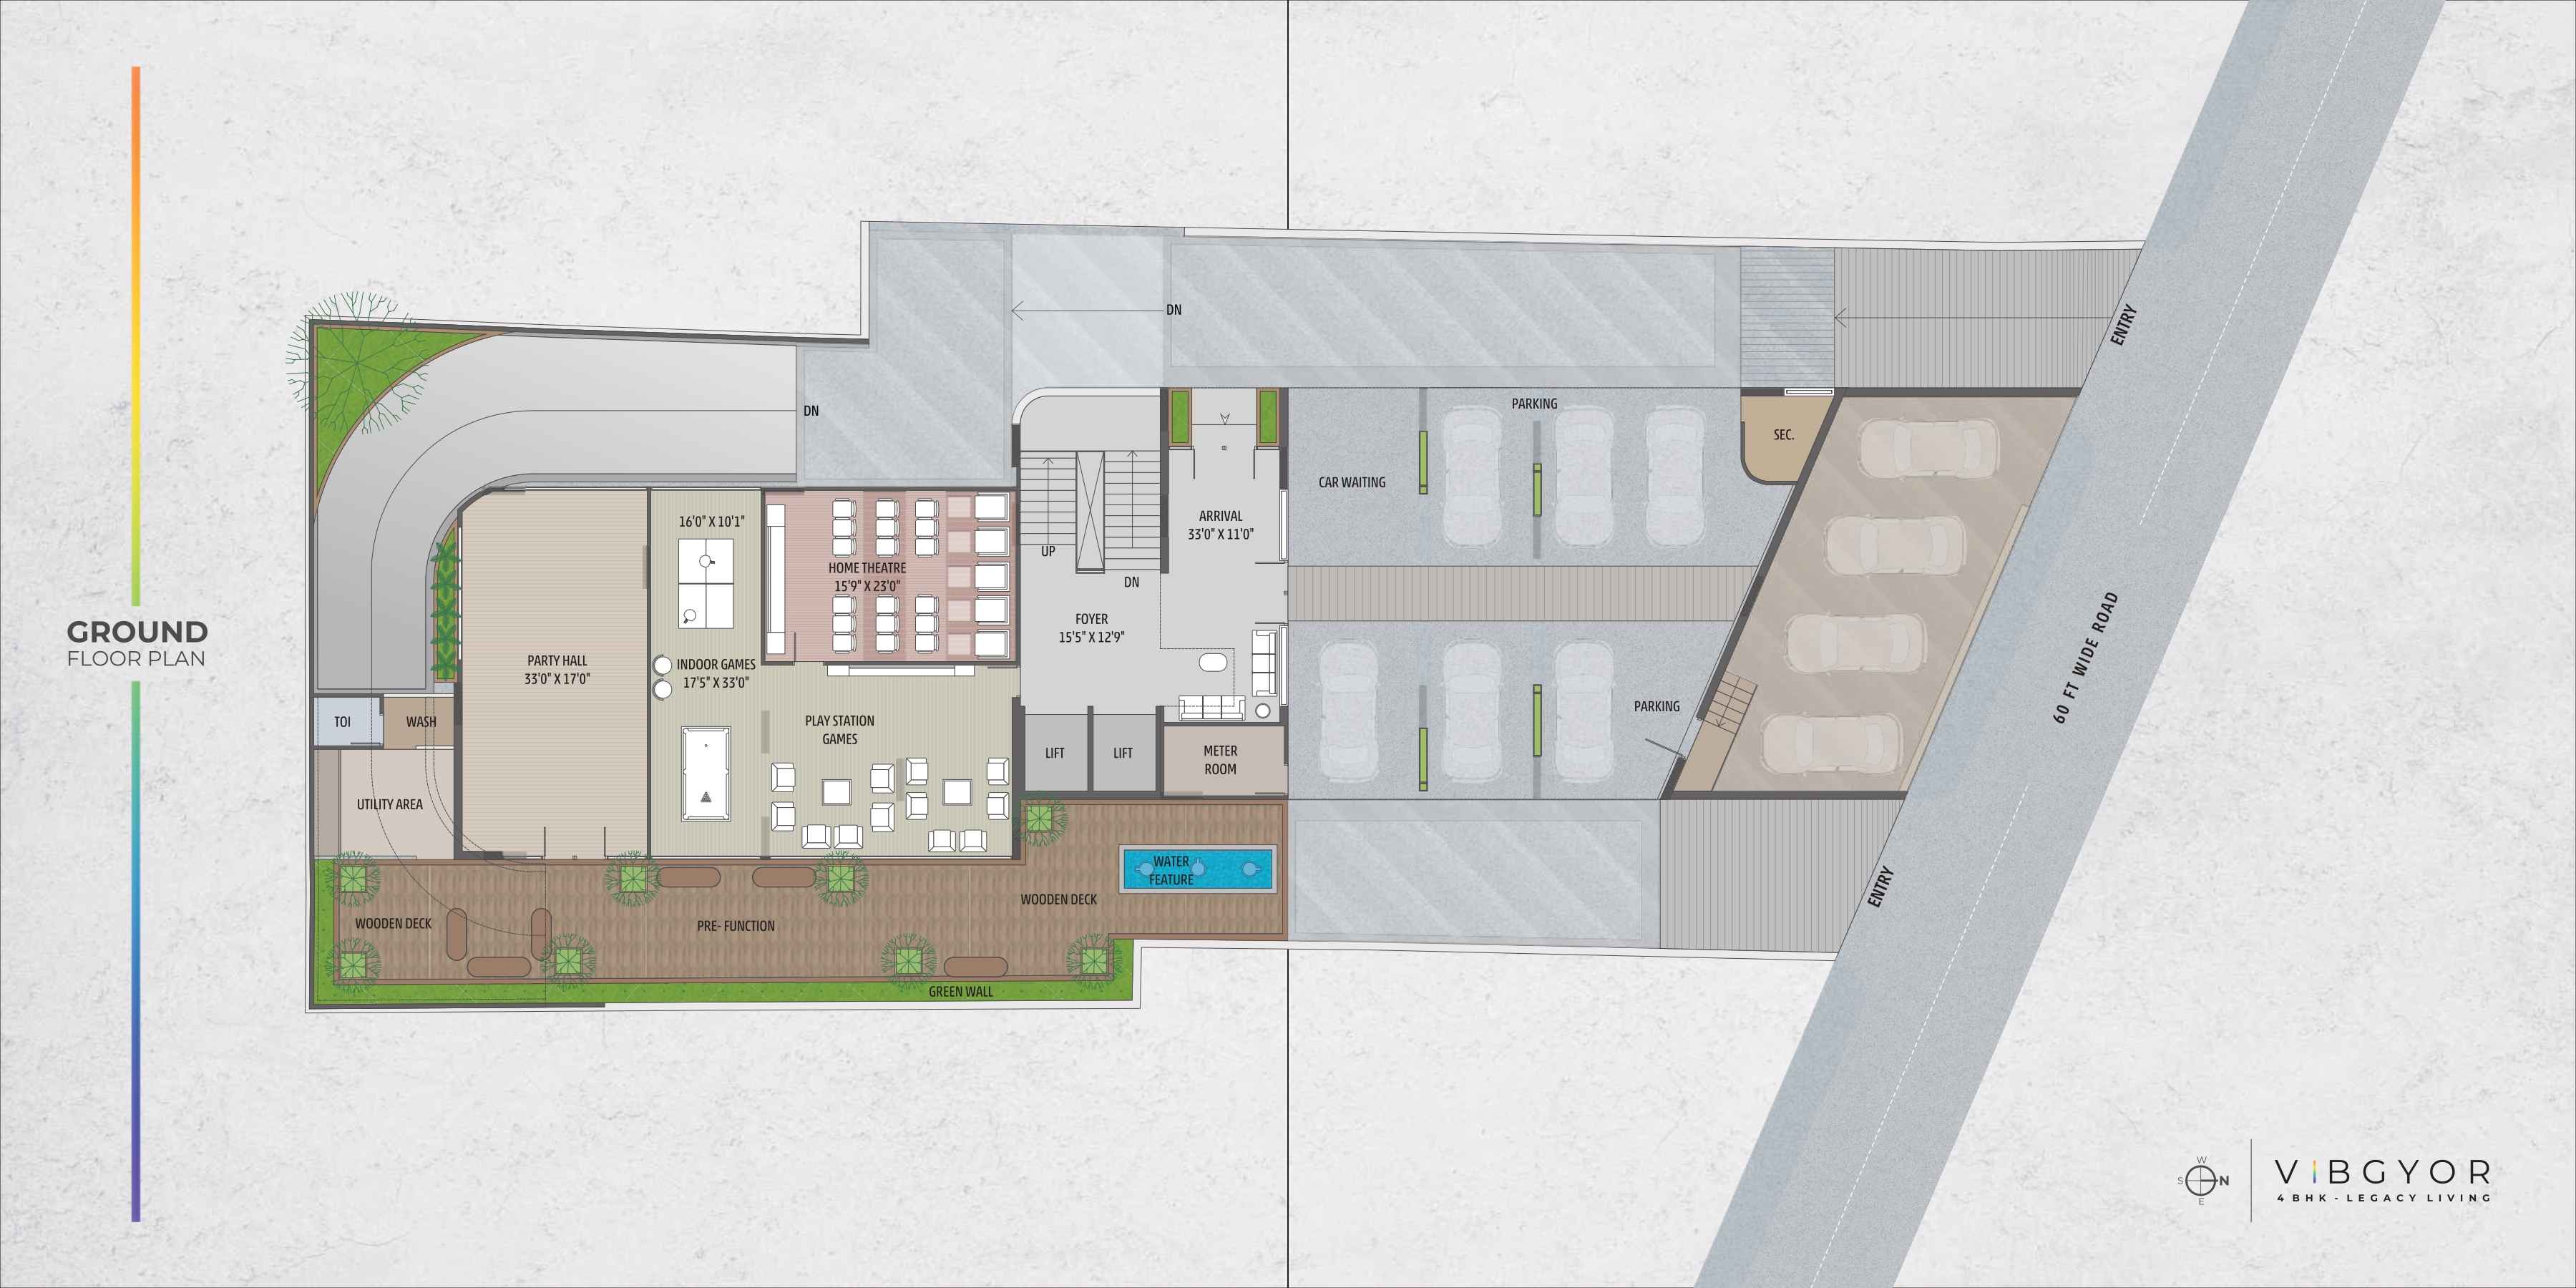 GROUND
FLOOR PLAN
DN
DN
ENTRY
PARKING
SEC.
CAR WAITING
16'0" X 10'1"
ARRIVAL
33'0" X 11'0"
UP
DN
HOME THEATRE
15'9" X 23'0"
FOYER
15'5" X 12'9"
60 FT WIDE ROAD
PARTY HALL
33'0" X 17'0"
INDOOR GAMES
17'5" X 33'0"
TOI
WASH
PLAY STATION
GAMES
PARKING
LIFT
LIFT
METER
ROOM
UTILITY AREA
WATER
FEATURE
ENTRY
WOODEN DECK
WOODEN DECK
PRE- FUNCTION
GREEN WALL
W
S
N
E
VIBGYOR
4 BHK - LEGACY LIVING